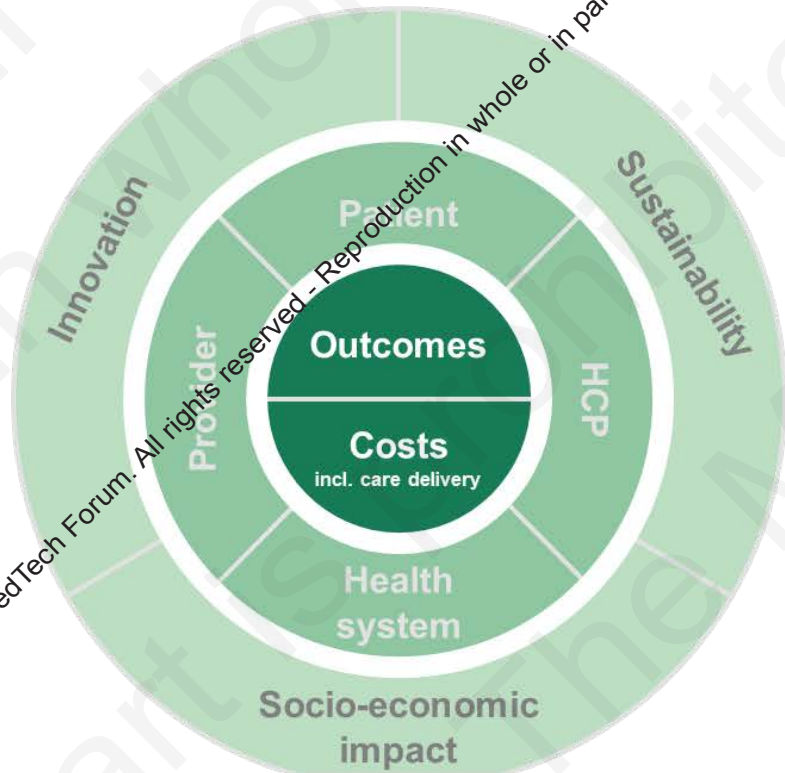 Innovation
Sustainability
Patient
Provider
HCP
Outcomes
Costs
incl. care delivery
Health
system
Socio-economic
impact
edTech Forum. All rights reserved - Reproduction in whole or in par